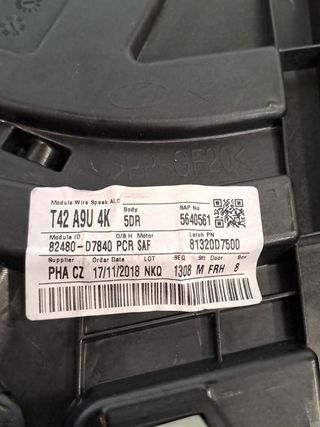 >PP-GF20<
Module Wire Speak ALC Body SAP No
T42 A9U 4K 5DR 5640561
Module ID O/S H Motor Latch PN
82480-D7840 PCR SAF 81320D7500
Supplier Order Date LOT SEQ Sft Door Box
PHA CZ 17/11/2018 NKQ 1308 M FRH 8